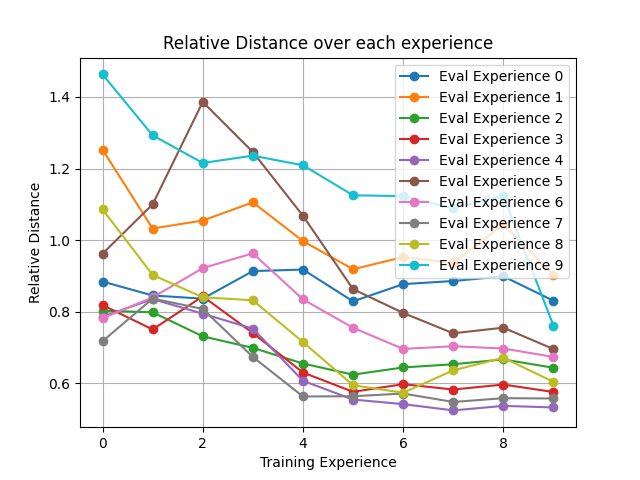 Relative Distance over each experience
Relative Distance
1.4
1.2
1.0
0.8
0.6
0
2
4
6
8
Training Experience
Eval Experience 0
Eval Experience 1
Eval Experience 2
Eval Experience 3
Eval Experience 4
Eval Experience 5
Eval Experience 6
Eval Experience 7
Eval Experience 8
Eval Experience 9